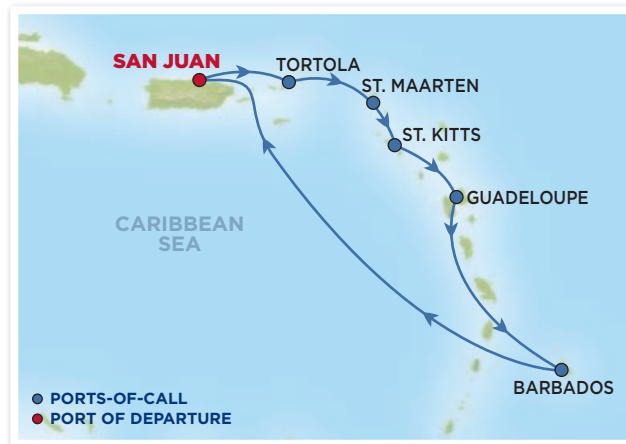 SAN JUAN
TORTOLA
ST. MAARTEN
ST. KITTS
GUADELOUPE
CARIBBEAN
SEA
BARBADOS
PORTS-OF-CALL
PORT OF DEPARTURE